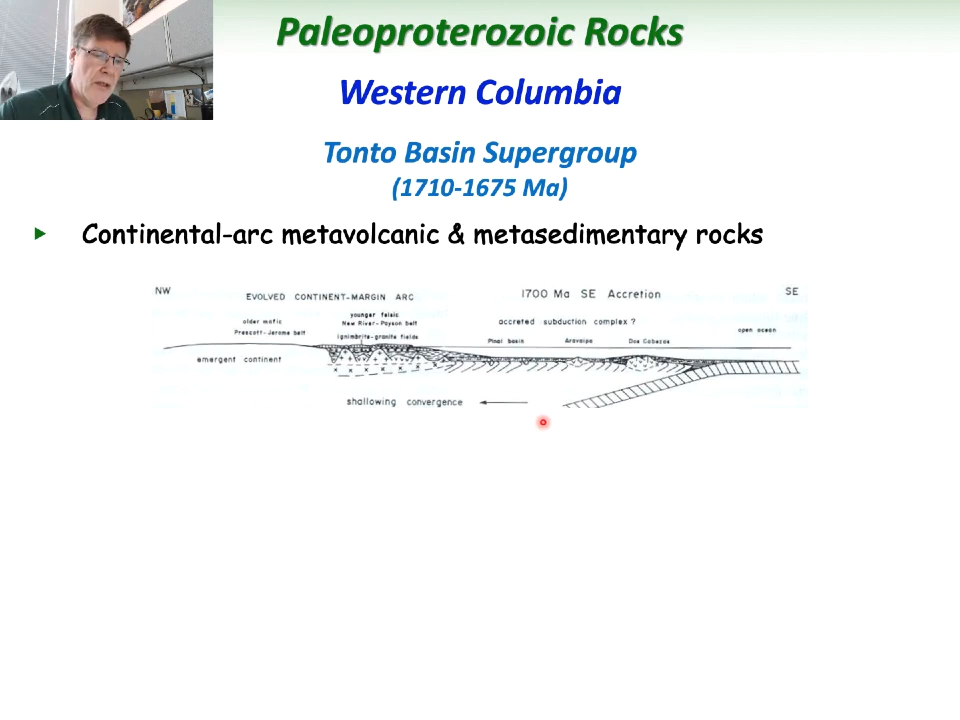 Paleoproterozoic Rocks
Western Columbia
Tonto Basin Supergroup
(1710-1675 Ma)
Continental-arc metavolcanic & metasedimentary rocks
NW
EVOLVED CONTINENT-MARGIN ARC
1700 Ma SE Accretion
SE
older mafic
Prescott-Jerome belt
younger felsic
New River-Payson belt
ignimbrite-granite fields
accreted subduction complex ?
Pinal basin
Aravaipa
Dos Cabezas
open ocean
emergent continent
shallowing convergence